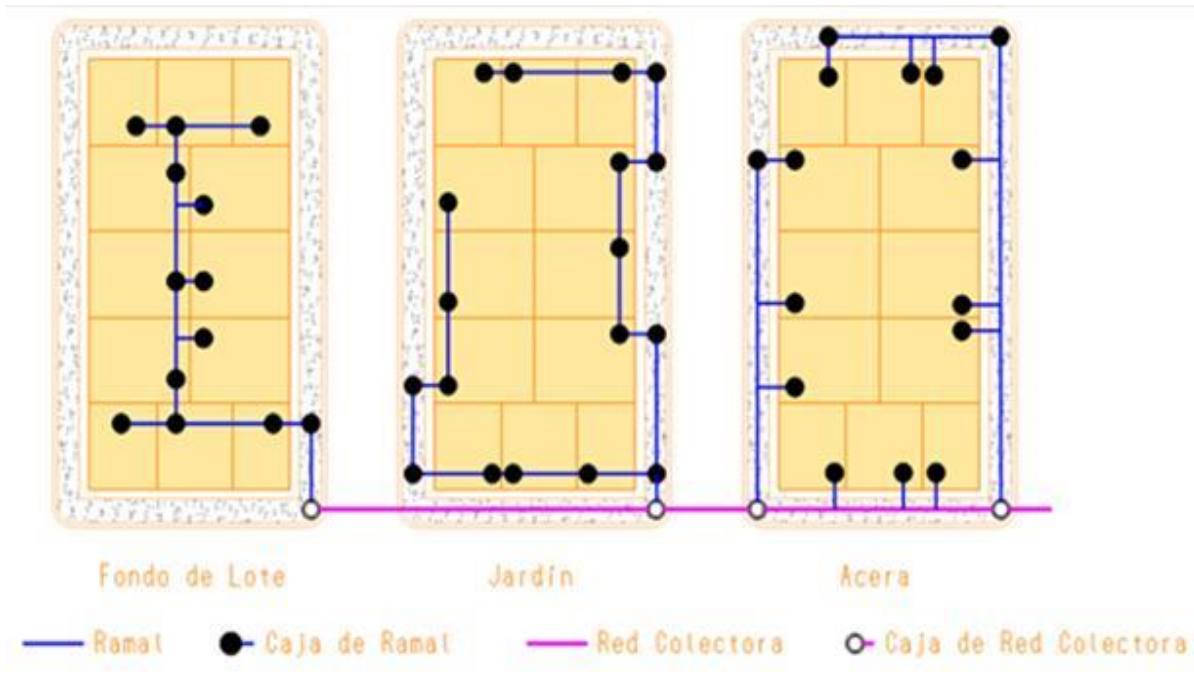 Fondo de Lote
Jardín
Acera
Ramal
Caja de Ramal
Red Colectora
Caja de Red Colectora